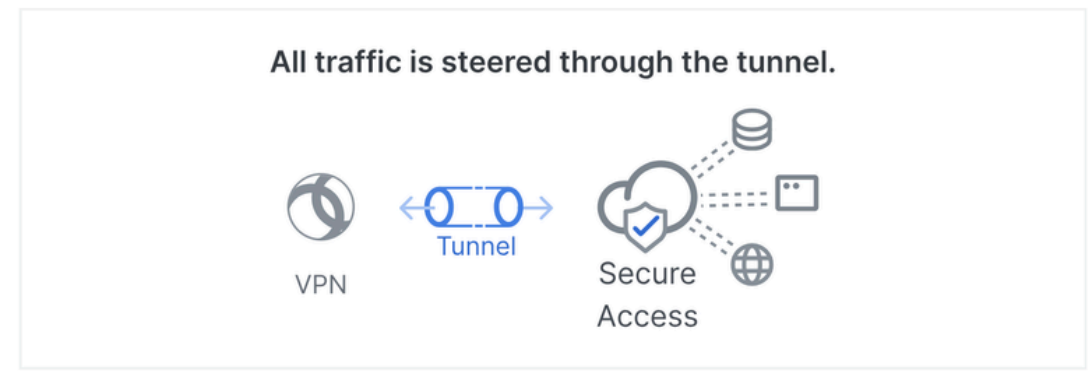 All traffic is steered through the tunnel.
Tunnel
VPN
Secure
Access